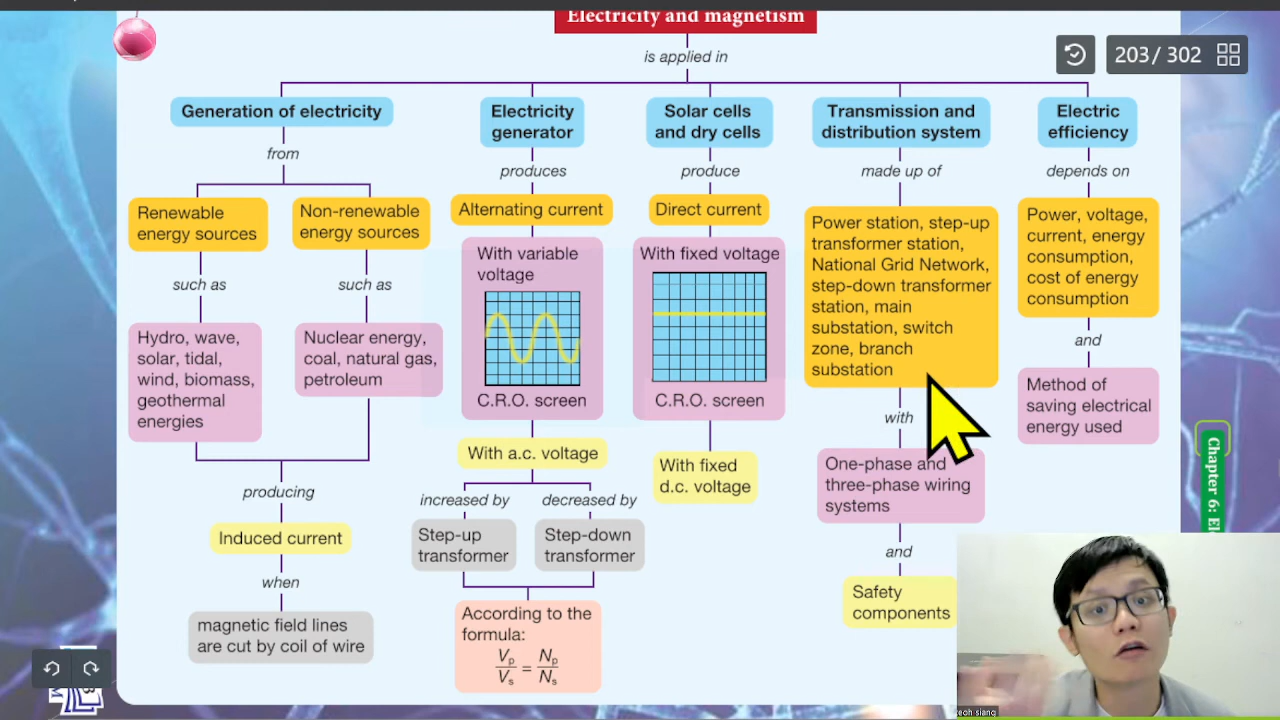 Electricity and magnetism
is applied in
203 / 302
Generation of electricity
from
Renewable
energy sources
Non-renewable
energy sources
such as
such as
Hydro, wave,
solar, tidal,
wind, biomass,
geothermal
energies
Nuclear energy,
coal, natural gas,
petroleum
producing
Induced current
when
magnetic field lines
are cut by coil of wire
Electricity
generator
produces
Alternating current
With variable
voltage
C.R.O. screen
With a.c. voltage
increased by
decreased by
Step-up
transformer
Step-down
transformer
According to the
formula:
Vp/Vs = Np/Ns
Solar cells
and dry cells
produce
Direct current
With fixed voltage
C.R.O. screen
With fixed
d.c. voltage
Transmission and
distribution system
made up of
Power station, step-up
transformer station,
National Grid Network,
step-down transformer
station, main
substation, switch
zone, branch
substation
with
One-phase and
three-phase wiring
systems
and
Safety
components
Electric
efficiency
depends on
Power, voltage,
current, energy
consumption,
cost of energy
consumption
and
Method of
saving electrical
energy used
Chapter 6:
keoh siang